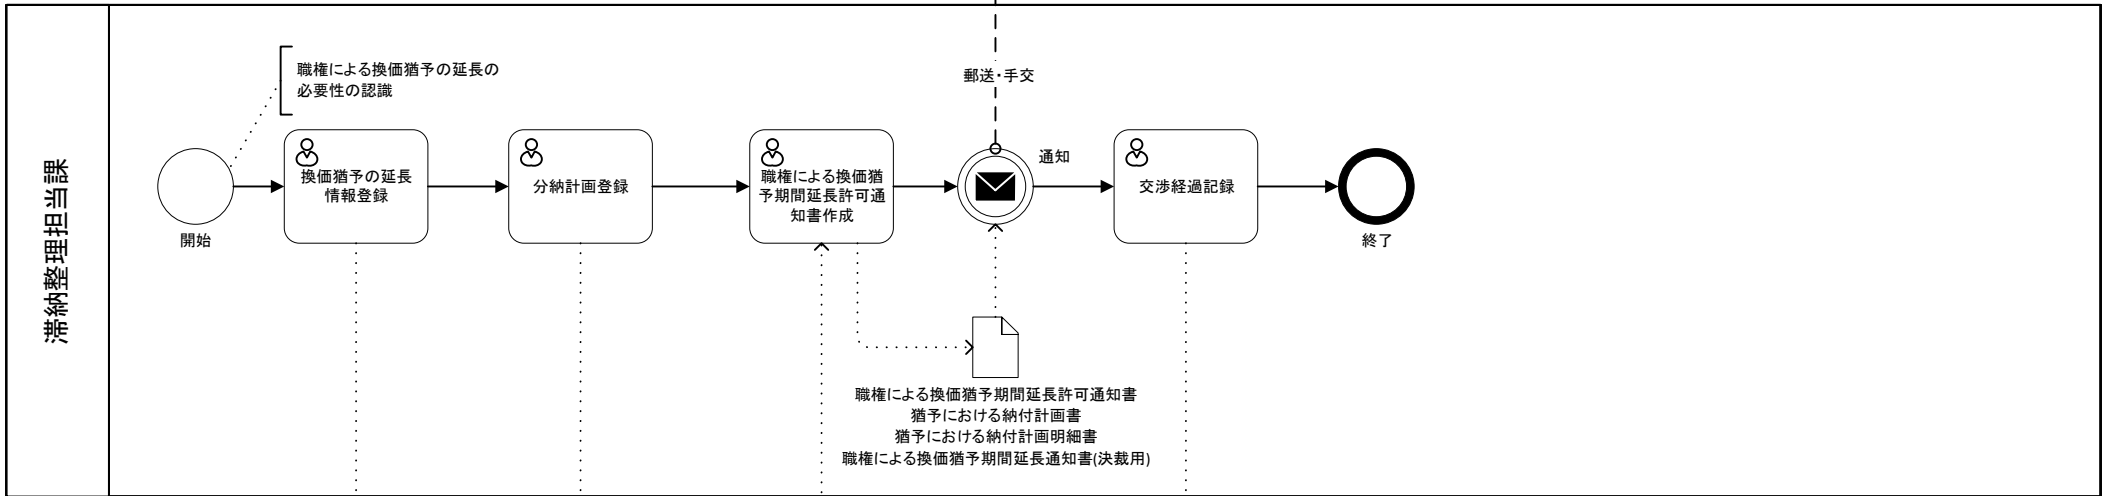 滞納整理担当課
職権による換価猶予の延長の
必要性の認識
郵送・手交
開始
換価猶予の延長
情報登録
分納計画登録
職権による換価猶
予期間延長許可通
知書作成
通知
交渉経過記録
終了
職権による換価猶予期間延長許可通知書
猶予における納付計画書
猶予における納付計画明細書
職権による換価猶予期間延長通知書(決裁用)